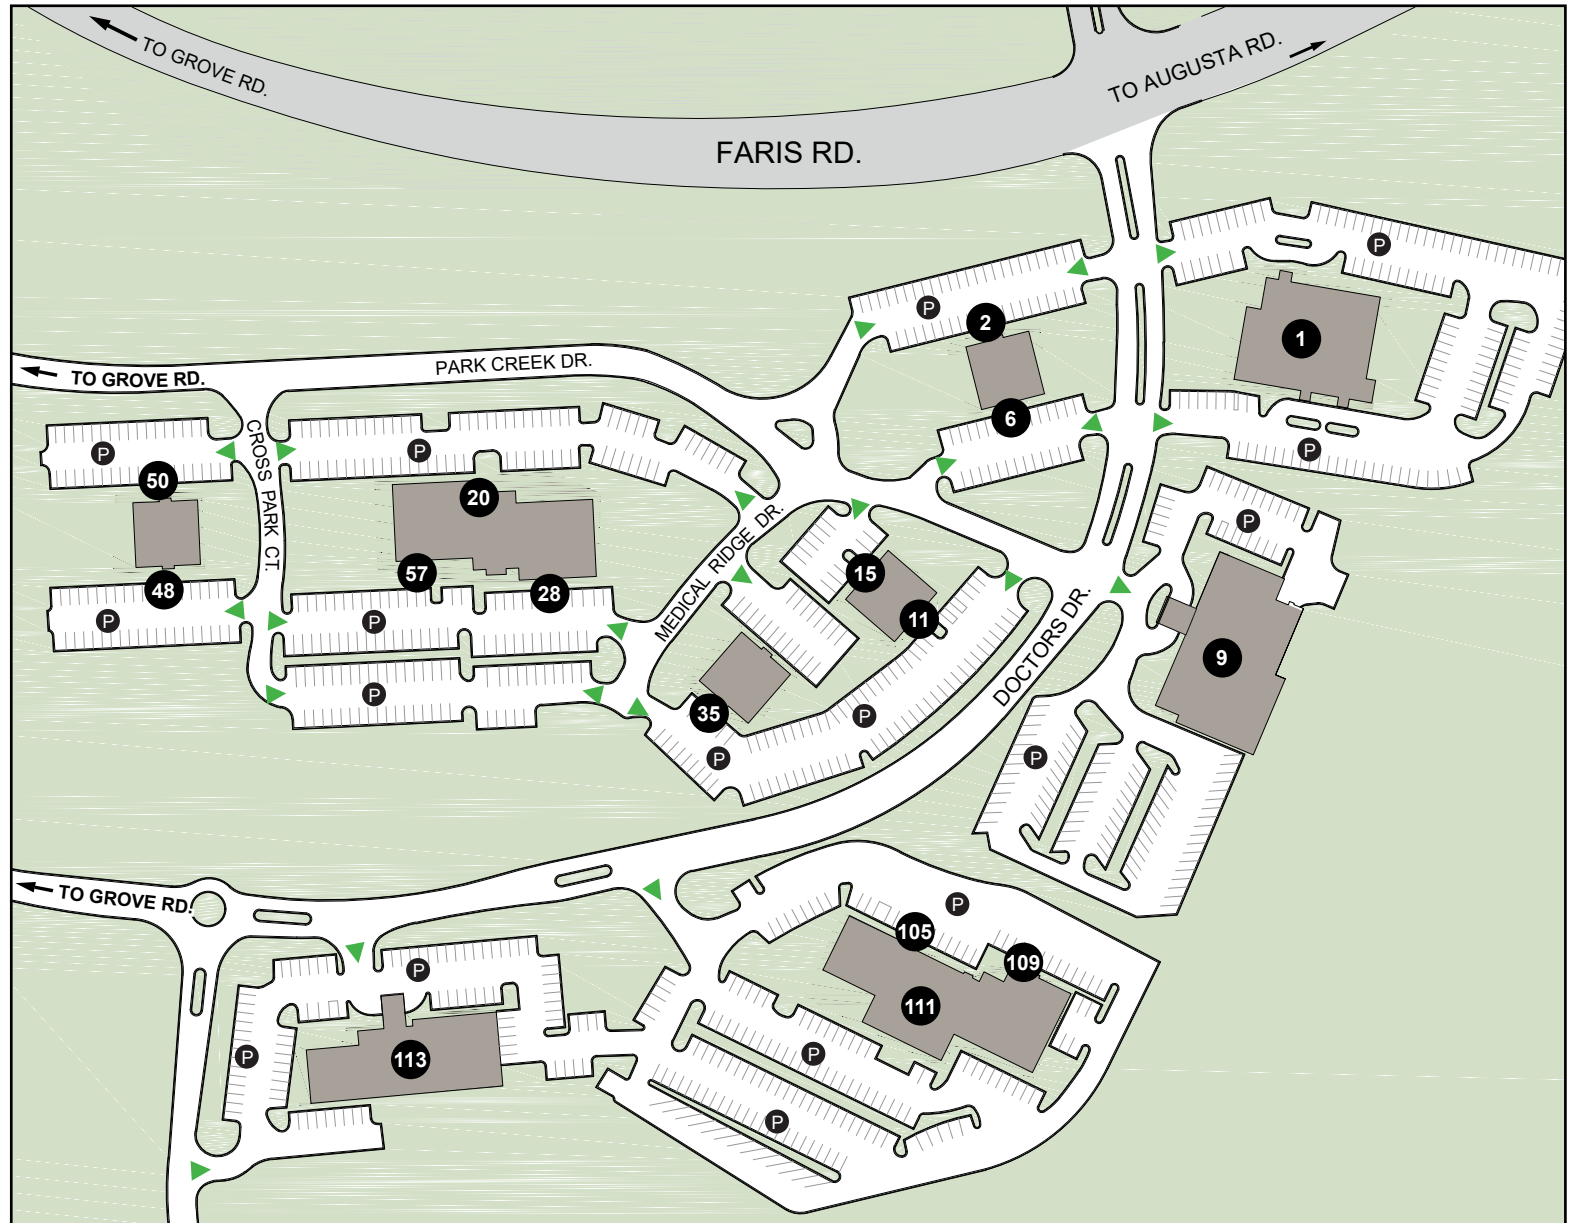 TO GROVE RD.
TO AUGUSTA RD.
FARIS RD.
P
P
2
1
PARK CREEK DR.
TO GROVE RD.
6
CROSS PARK CT.
P
P
P
50
20
P
MEDICAL RIDGE DR.
57
15
48
28
11
P
P
DOCTORS DR.
9
P
35
P
P
P
TO GROVE RD.
P
105
109
P
111
P
113
P
P